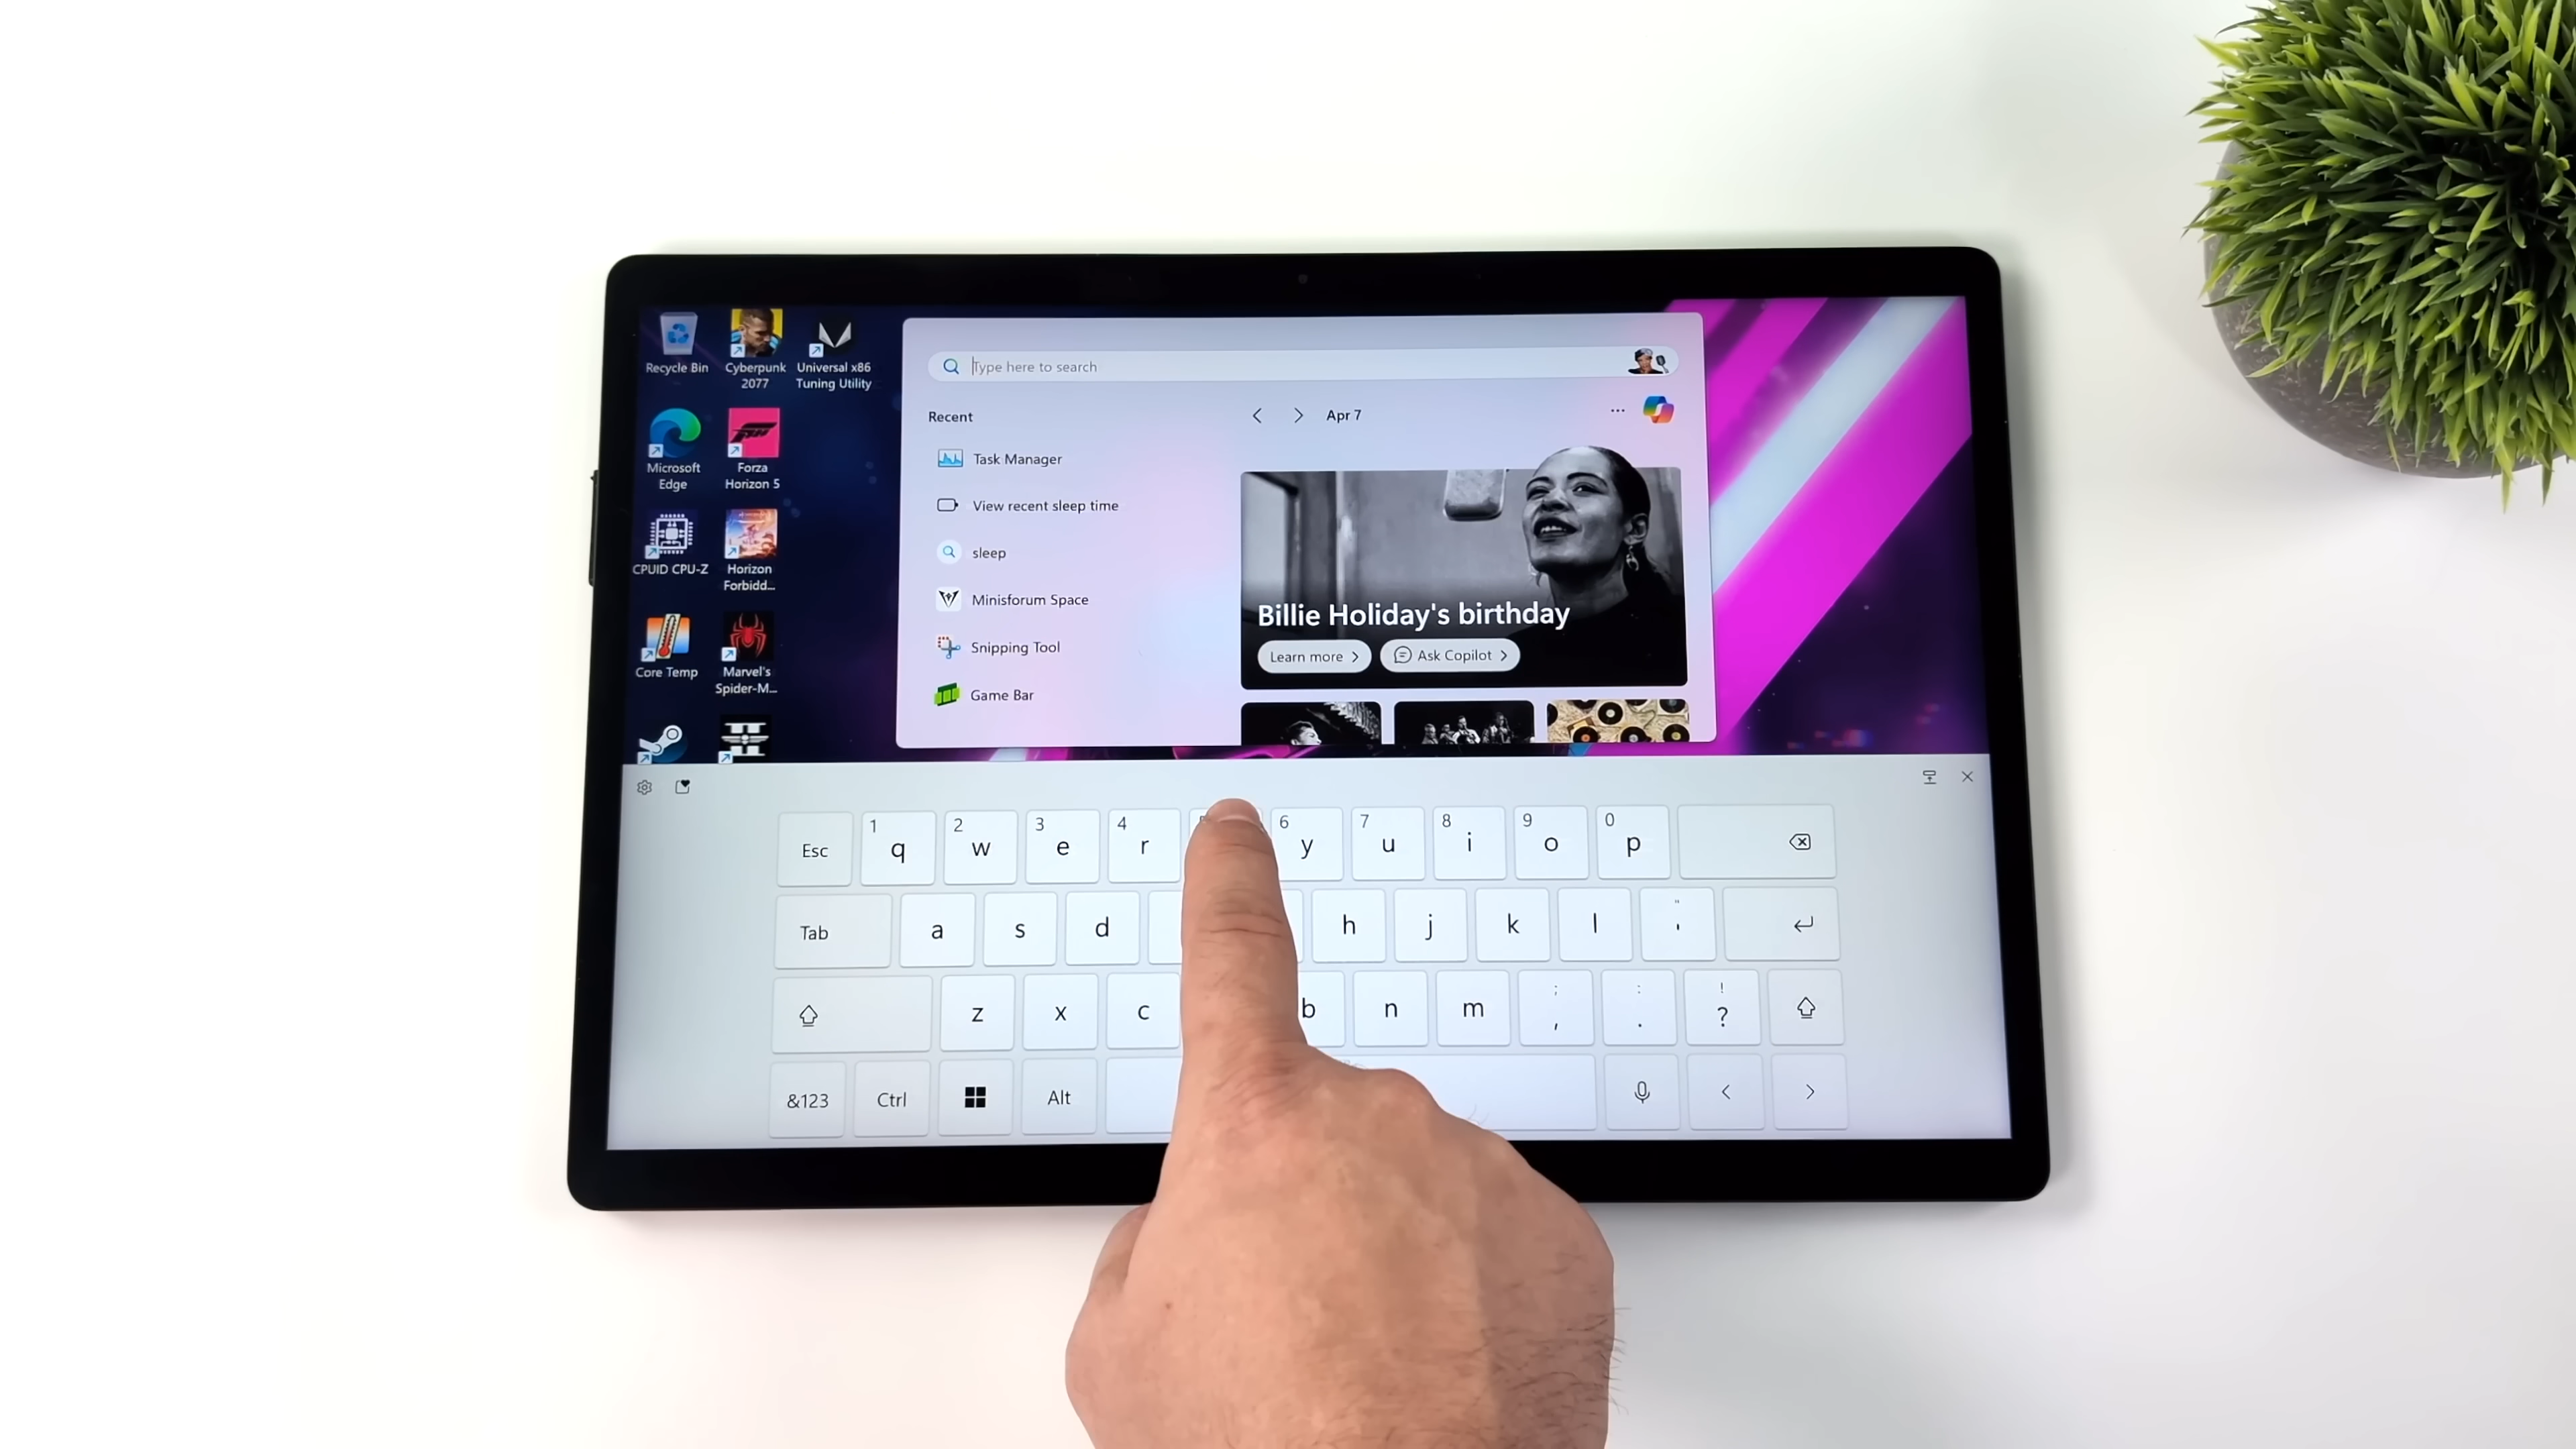 Recycle Bin
Cyberpunk
2077
Universal x86
Tuning Utility
Microsoft
Edge
Forza
Horizon 5
CPUID CPU-Z
Horizon
Forbidd...
Core Temp
Marvel's
Spider-M...
Type here to search
Recent
Task Manager
View recent sleep time
sleep
Minisforum Space
Snipping Tool
Game Bar
Apr 7
Billie Holiday's birthday
Learn more
Ask Copilot
Esc 1 q 2 w 3 e 4 r 6 y 7 u 8 i 9 o 0 p
Tab a s d h j k l " '
z x c b n m ; , : . ! ?
&123 Ctrl Alt < >